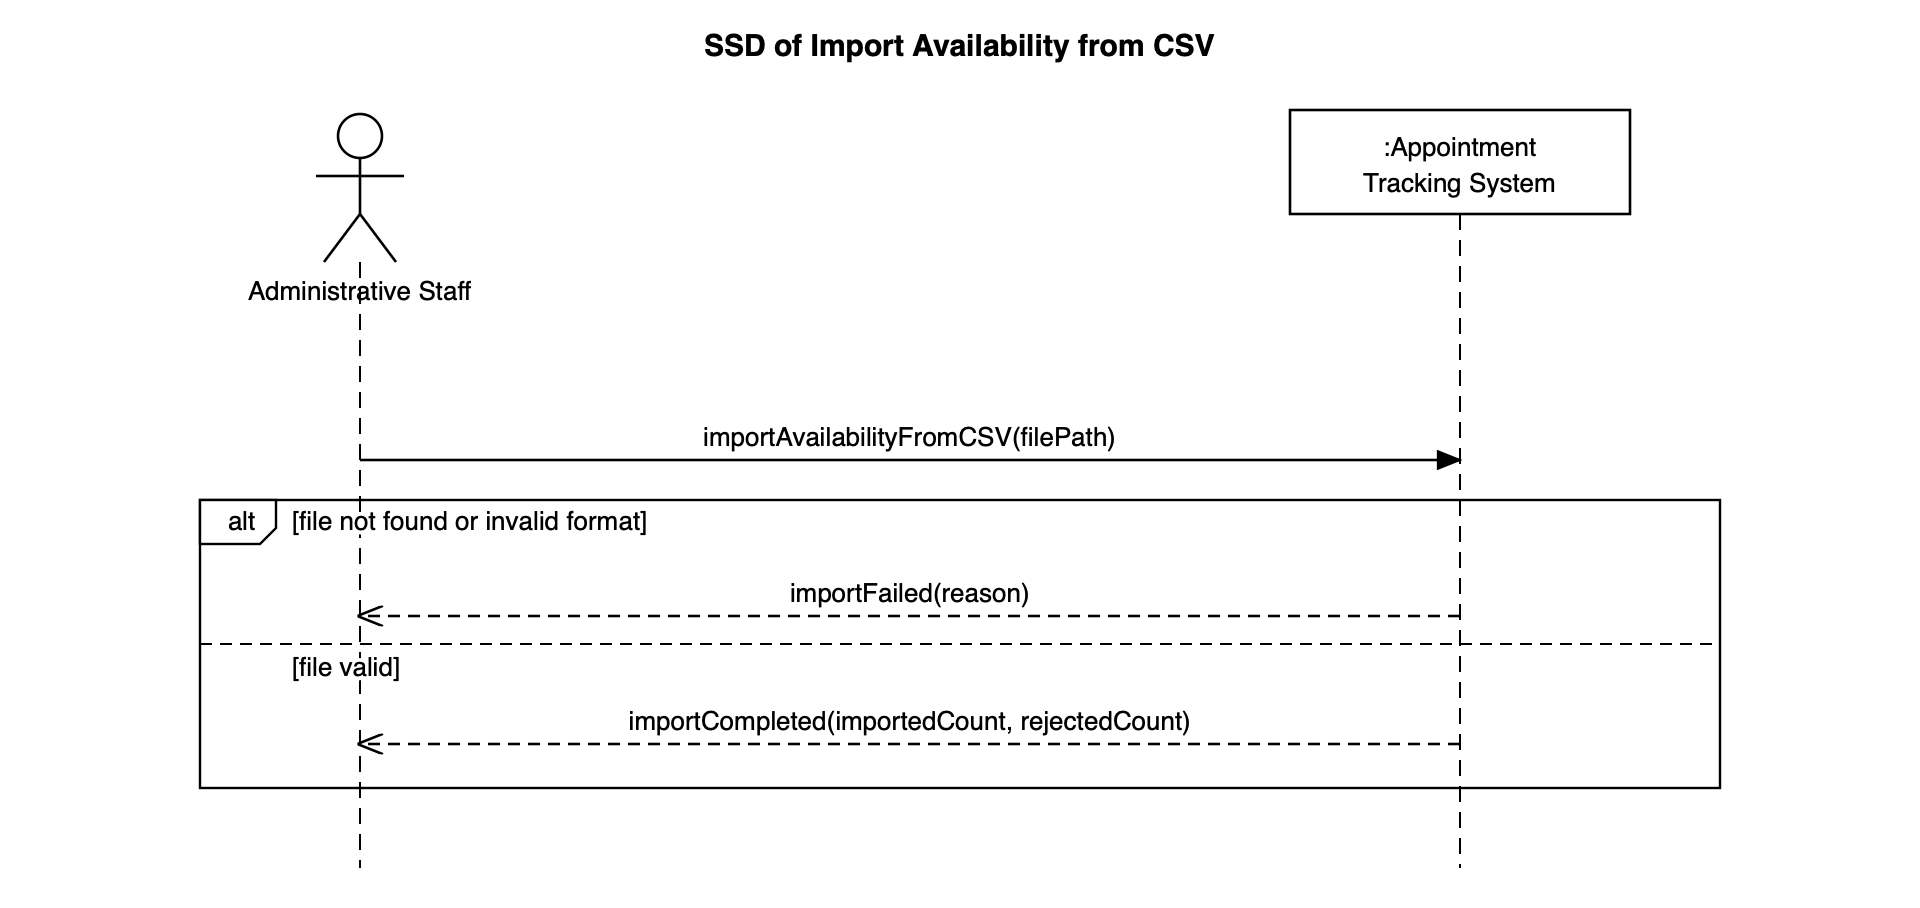 SSD of Import Availability from CSV
:Appointment
Tracking System
Administrative Staff
importAvailabilityFromCSV(filePath)
alt [file not found or invalid format]
importFailed(reason)
[file valid]
importCompleted(importedCount, rejectedCount)